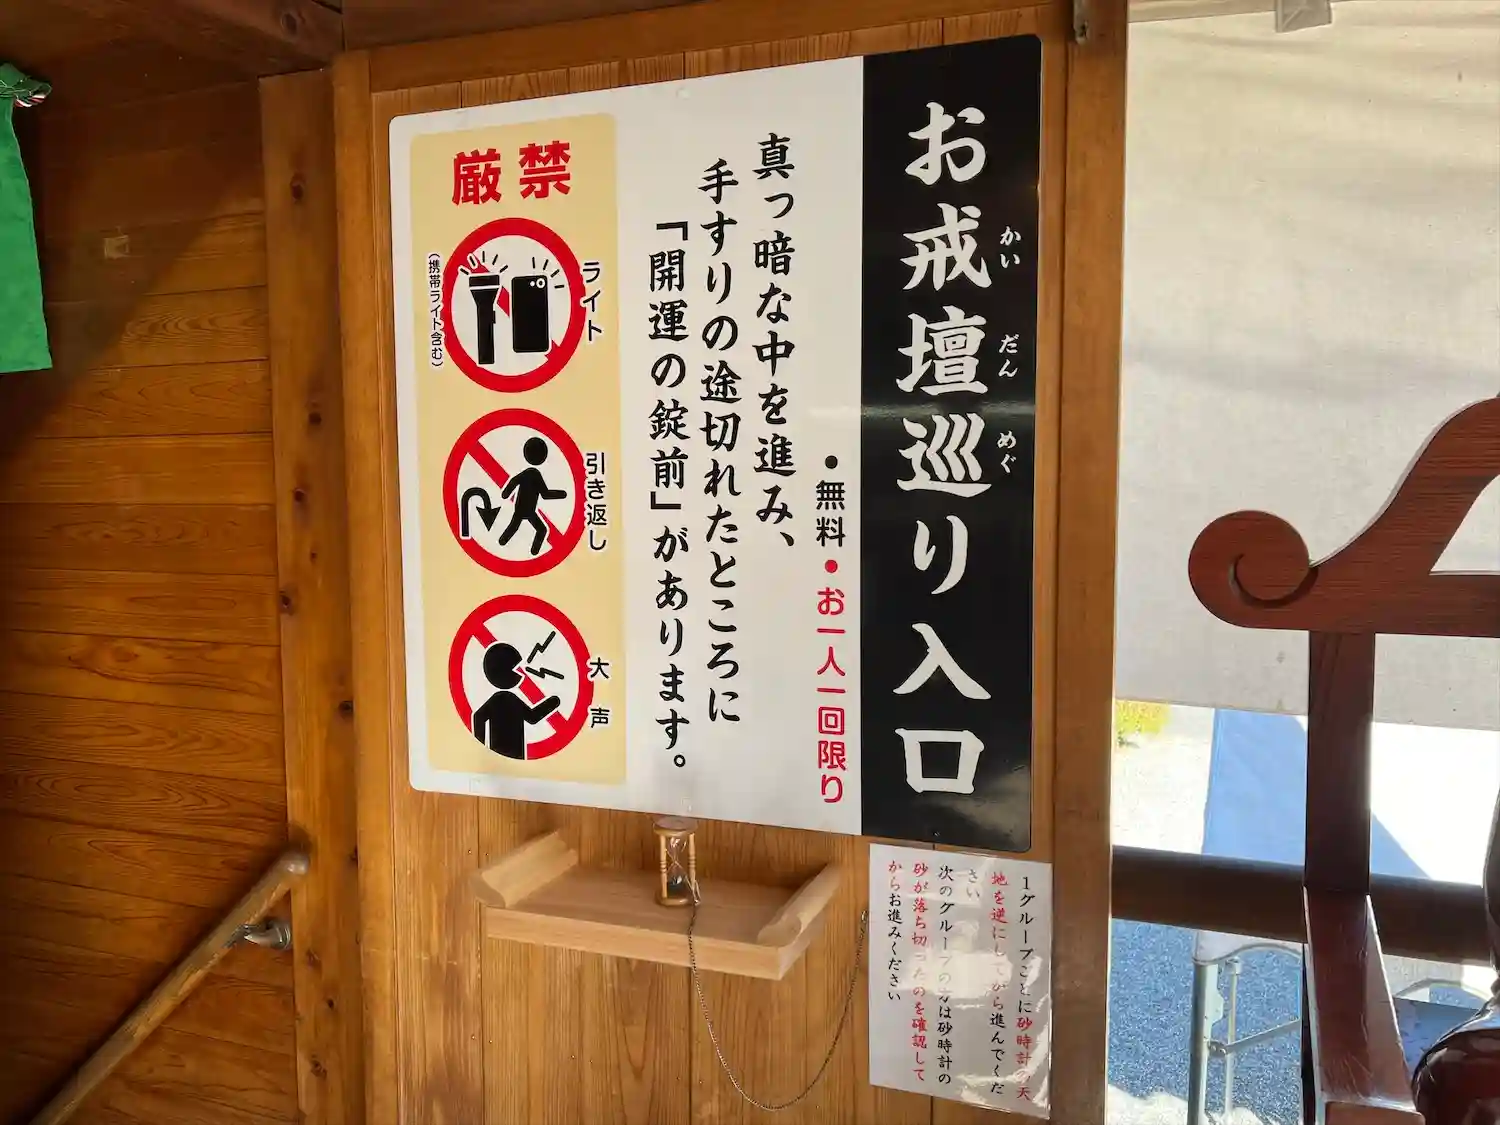 お戒壇巡り入口
かい
だん
めぐ
・無料・お一人一回限り
真っ暗な中を進み、
手すりの途切れたところに
「開運の錠前」があります。
厳禁
ライト
(携帯ライト含む)
引き返し
大声
1グループごとに砂時計の天
地を逆にしてから進んでくだ
さい
次のグループの方は砂時計の
砂が落ち切ったのを確認して
からお進みください